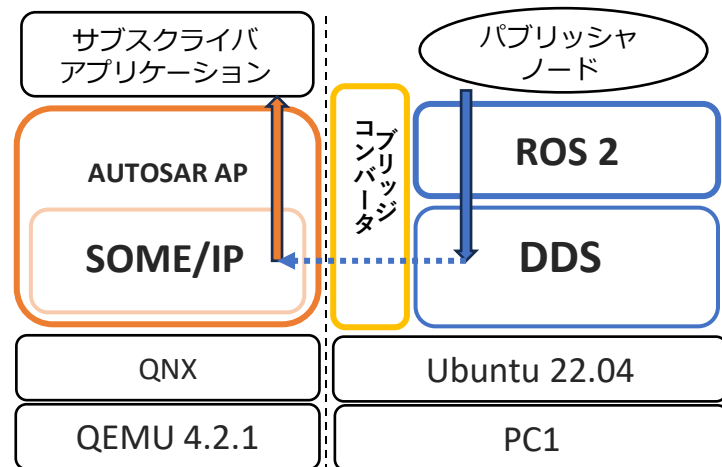 サブスクライバ
アプリケーション
AUTOSAR AP
SOME/IP
QNX
QEMU 4.2.1
パブリッシャ
ノード
ブリッジ
コンバータ
ROS 2
DDS
Ubuntu 22.04
PC1